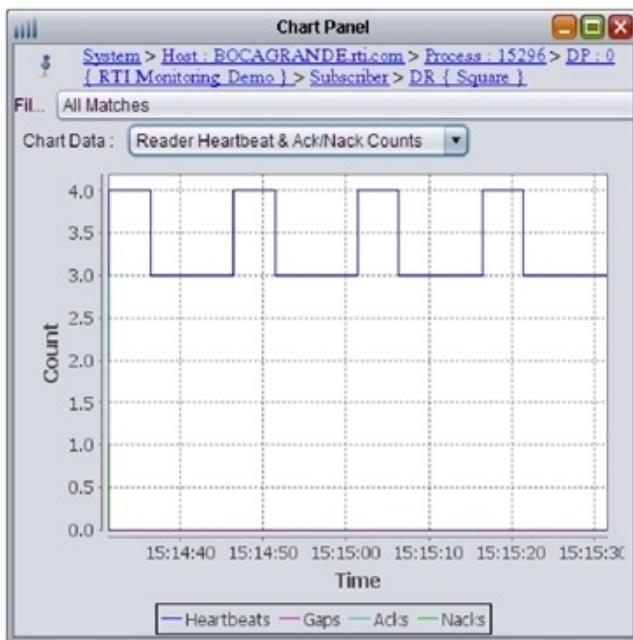 Chart Panel
System > Host : BOCAGRANDE.rti.com > Process : 15296 > DP : 0
{ RTI Monitoring Demo } > Subscriber > DR { Square }
Fil... All Matches
Chart Data : Reader Heartbeat & Ack/Nack Counts
4.0
3.5
3.0
2.5
2.0
1.5
1.0
0.5
0.0
Count
15:14:40 15:14:50 15:15:00 15:15:10 15:15:20 15:15:30
Time
Heartbeats Gaps Acks Nacks